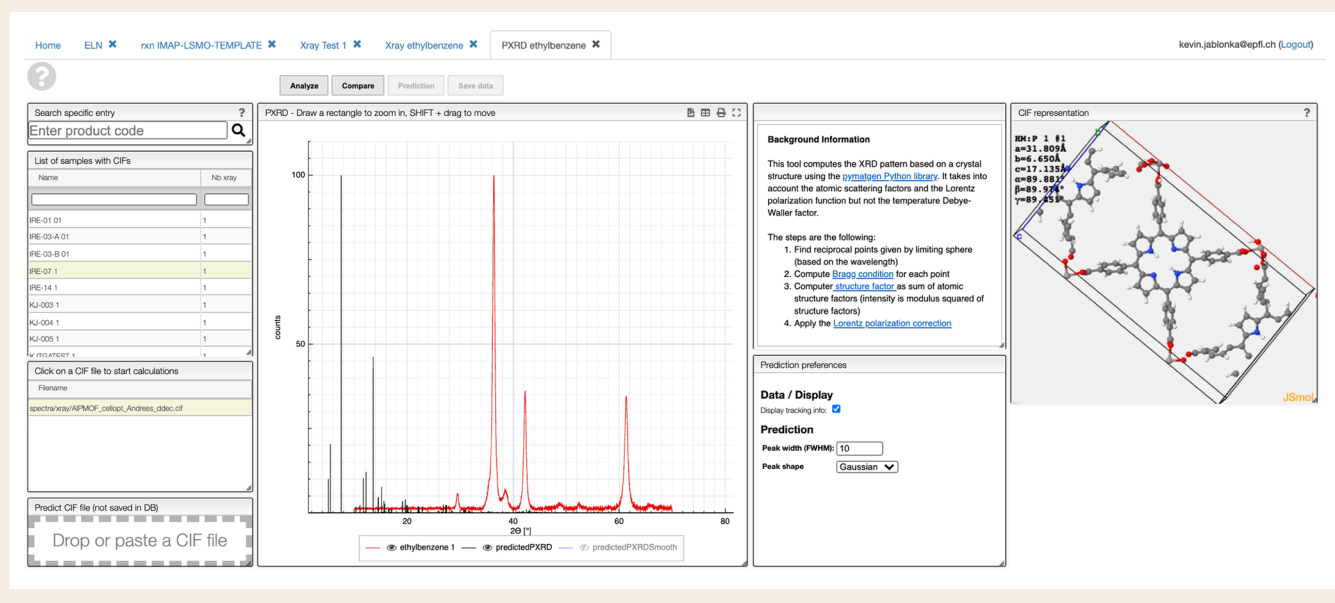 Home ELN ✖ rxn IMAP-LSMO-TEMPLATE ✖ Xray Test 1 ✖ Xray ethylbenzene ✖ PXRD ethylbenzene ✖ kevin.jablonka@epfl.ch (Logout)
?
Analyze Compare Prediction Save data
Search specific entry ?
Enter product code
List of samples with CIFs
Name Nb xray
IRE-01 01 1
IRE-03-A 01 1
IRE-03-B 01 1
IRE-07 1 1
IRE-14 1 1
KJ-003 1 1
KJ-004 1 1
KJ-005 1 1
Click on a CIF file to start calculations
Filename
spectra/xray/AlPMOF_cellopt_Andress_ddec.cif
Predict CIF file (not saved in DB)
Drop or paste a CIF file
PXRD - Draw a rectangle to zoom in, SHIFT + drag to move
100
50
counts
20 40 60 80
2Θ [°]
ethylbenzene 1 predictedPXRD predictedPXRDSmooth
Background Information
This tool computes the XRD pattern based on a crystal
structure using the pymatgen Python library. It takes into
account the atomic scattering factors and the Lorentz
polarization function but not the temperature Debye-
Waller factor.
The steps are the following:
1. Find reciprocal points given by limiting sphere
(based on the wavelength)
2. Compute Bragg condition for each point
3. Computer structure factor as sum of atomic
structure factors (intensity is modulus squared of
structure factors)
4. Apply the Lorentz polarization correction
Prediction preferences
Data / Display
Display tracking info:
Prediction
Peak width (FWHM): 10
Peak shape Gaussian
CIF representation ?
HM:P 1 #1
a=31.809Å
b=6.650Å
c=17.135Å
α=89.881°
β=89.974°
γ=89.451°
b
c
JSmol